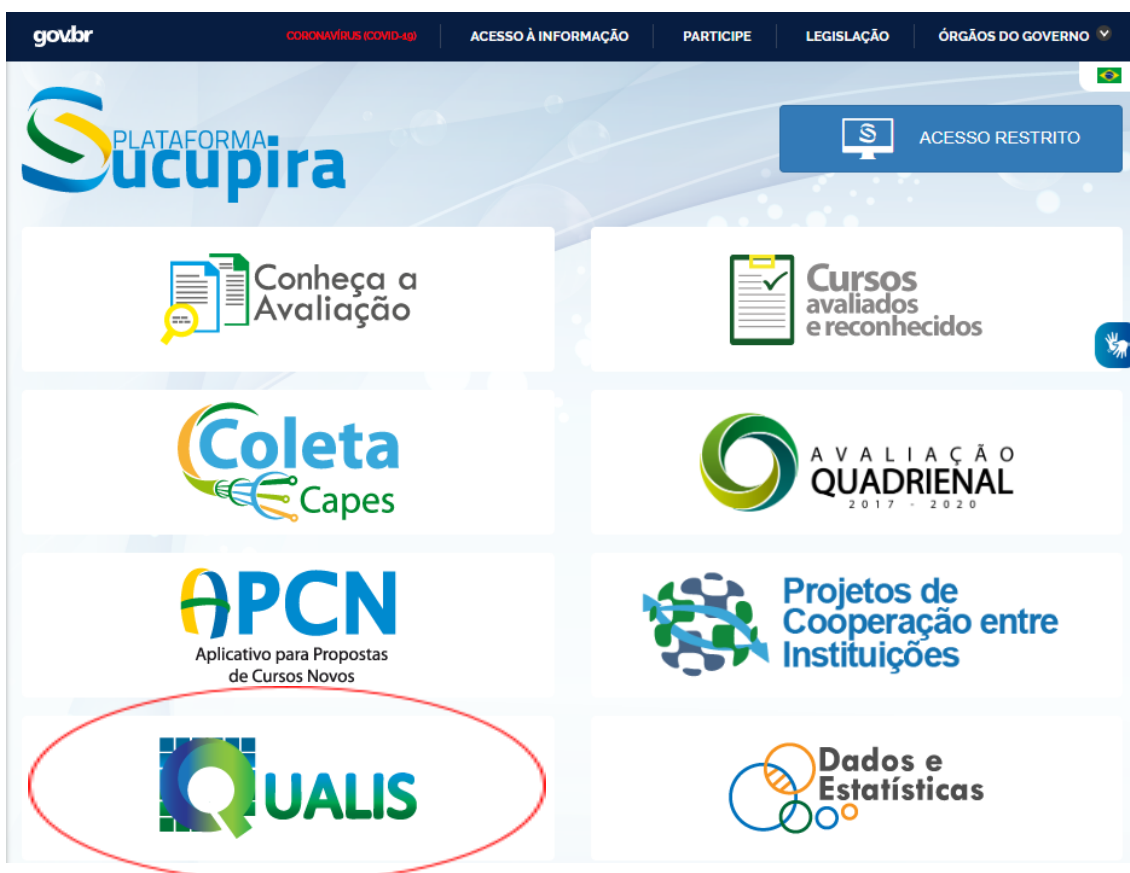 gov.br CORONAVÍRUS (COVID-19) ACESSO À INFORMAÇÃO PARTICIPE LEGISLAÇÃO ÓRGÃOS DO GOVERNO
PLATAFORMA
Sucupira
ACESSO RESTRITO
Conheça a
Avaliação
Cursos
avaliados
e reconhecidos
Coleta
Capes
AVALIAÇÃO
QUADRIENAL
2017 - 2020
APCN
Aplicativo para Propostas
de Cursos Novos
Projetos de
Cooperação entre
Instituições
QUALIS
Dados e
Estatísticas